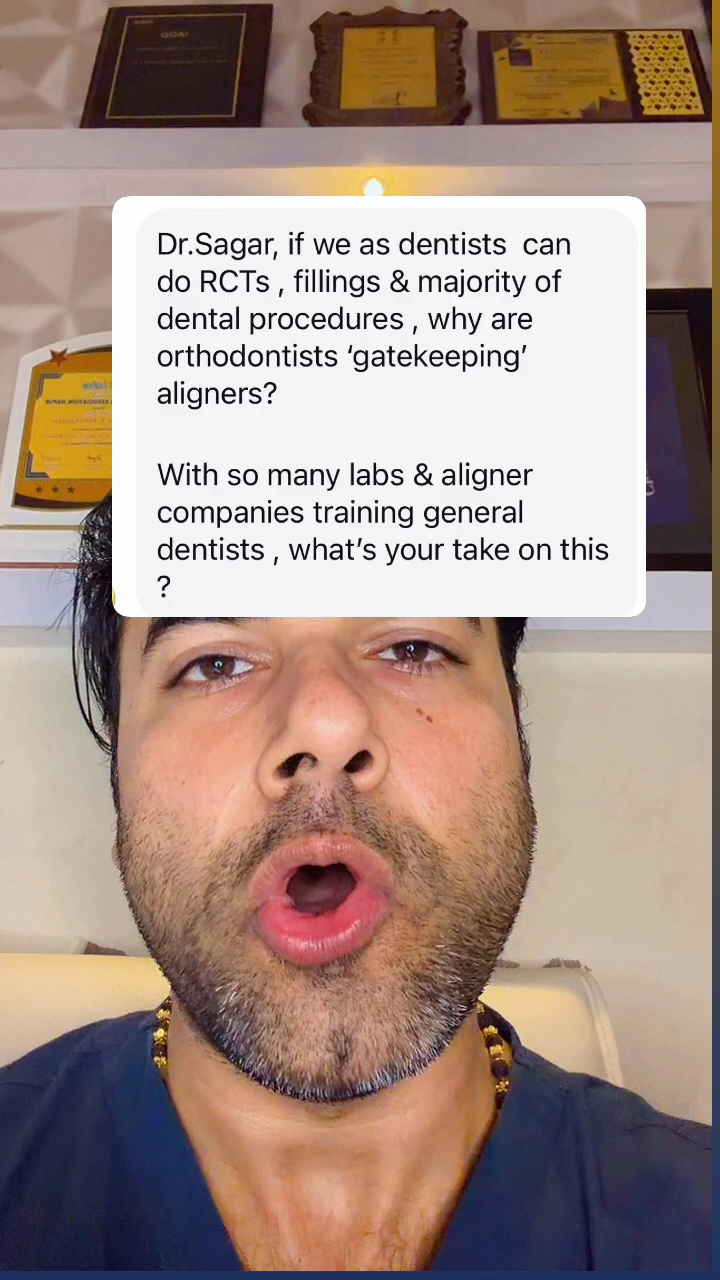 Dr.Sagar, if we as dentists can
do RCTs , fillings & majority of
dental procedures , why are
orthodontists ‘gatekeeping’
aligners?
With so many labs & aligner
companies training general
dentists , what’s your take on this
?